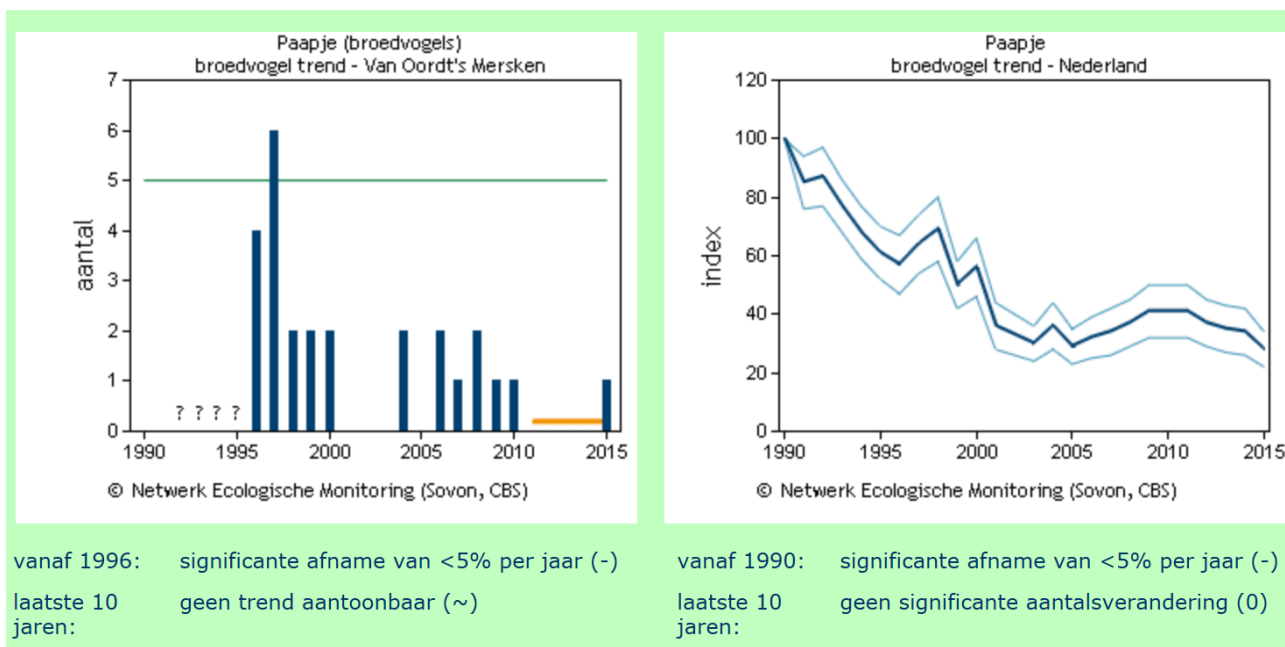 Paapje (broedvogels)
broedvogel trend - Van Oordt's Mersken
7
6
5
4
3
2
1
0
aantal
? ? ? ?
1990 1995 2000 2005 2010 2015
© Netwerk Ecologische Monitoring (Sovon, CBS)
vanaf 1996: significante afname van <5% per jaar (-)
laatste 10 geen trend aantoonbaar (~)
jaren:
Paapje
broedvogel trend - Nederland
120
100
80
60
40
20
0
index
1990 1995 2000 2005 2010 2015
© Netwerk Ecologische Monitoring (Sovon, CBS)
vanaf 1990: significante afname van <5% per jaar (-)
laatste 10 geen significante aantalsverandering (0)
jaren: